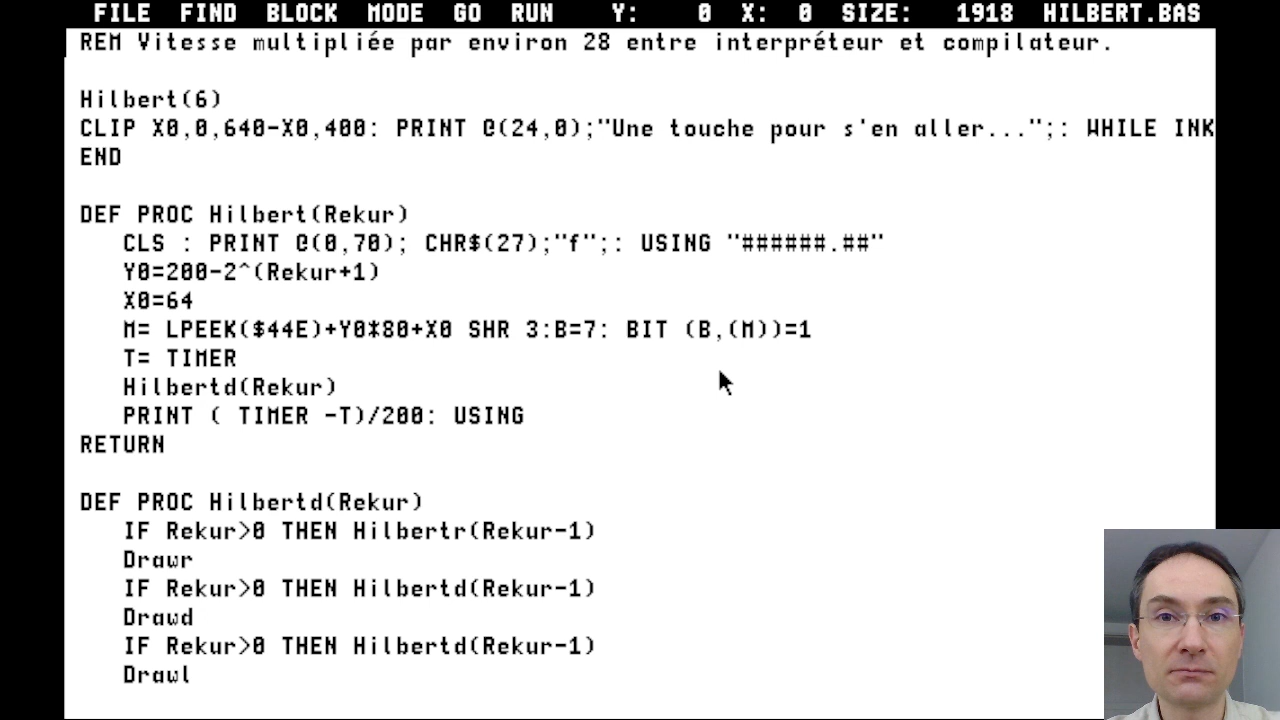 FILE FIND BLOCK MODE GO RUN Y: 0 X: 0 SIZE: 1918 HILBERT.BAS
REM Vitesse multipliée par environ 28 entre interpréteur et compilateur.
Hilbert(6)
CLIP X0,0,640-X0,400: PRINT @(24,0);"Une touche pour s'en aller...";: WHILE INK
END
DEF PROC Hilbert(Rekur)
CLS : PRINT @(0,70); CHR$(27);"f";: USING "######.##"
Y0=200-2^(Rekur+1)
X0=64
M= LPEEK($44E)+Y0*80+X0 SHR 3:B=7: BIT (B,(M))=1
T= TIMER
Hilbertd(Rekur)
PRINT ( TIMER -T)/200: USING
RETURN
DEF PROC Hilbertd(Rekur)
IF Rekur>0 THEN Hilbertr(Rekur-1)
Drawr
IF Rekur>0 THEN Hilbertd(Rekur-1)
Drawd
IF Rekur>0 THEN Hilbertd(Rekur-1)
Drawl